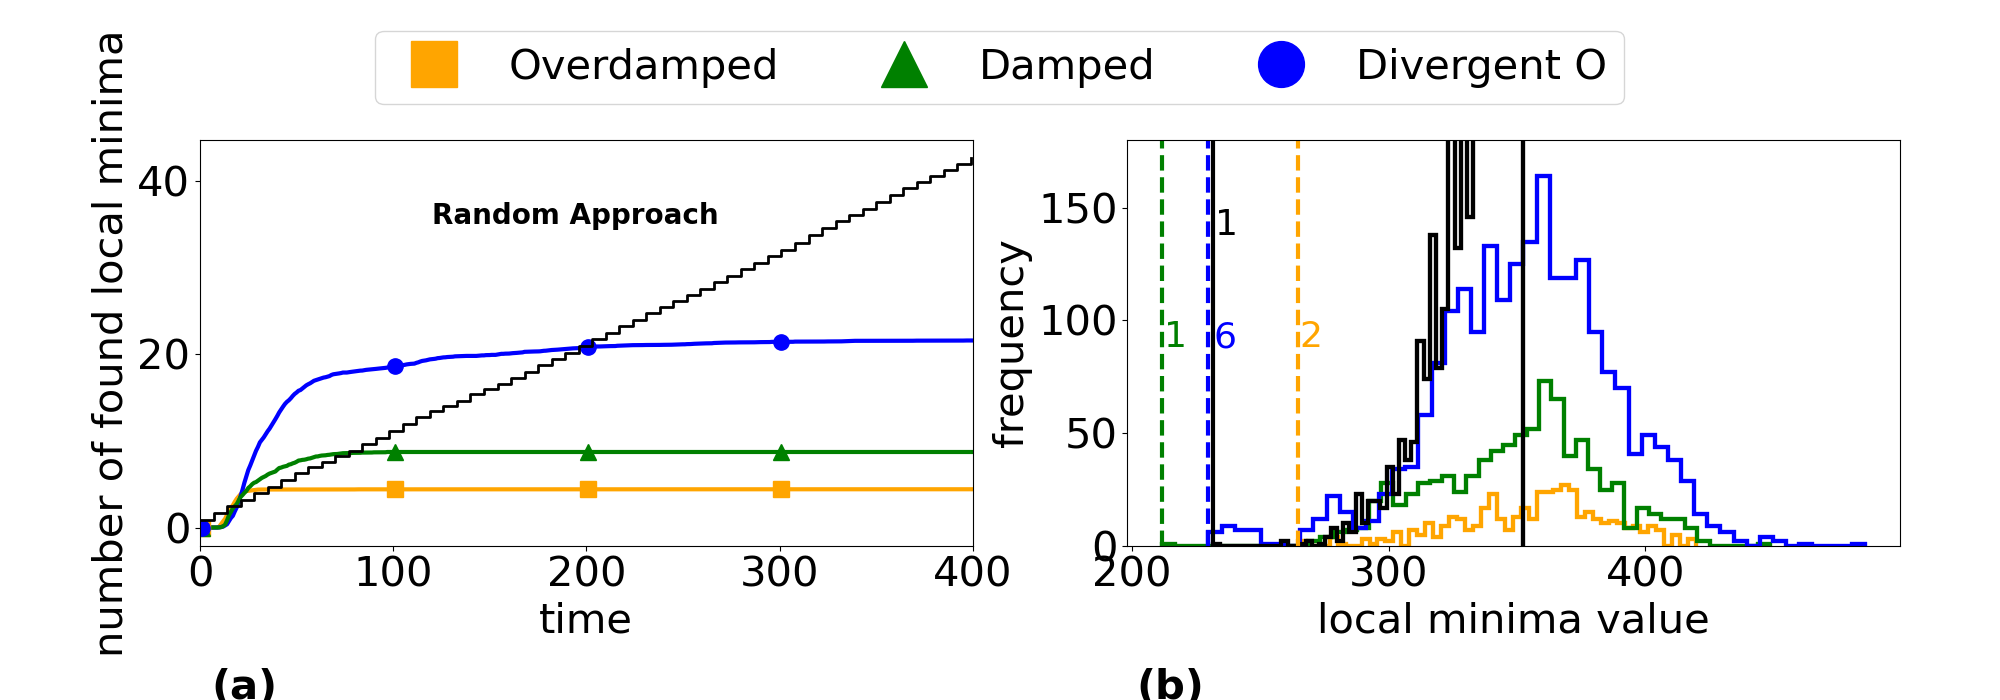 Overdamped Damped Divergent O
number of found local minima
40
20
0
Random Approach
0 100 200 300 400
time
(a)
frequency
150
100
50
0
1
1
6
2
200 300 400
local minima value
(b)